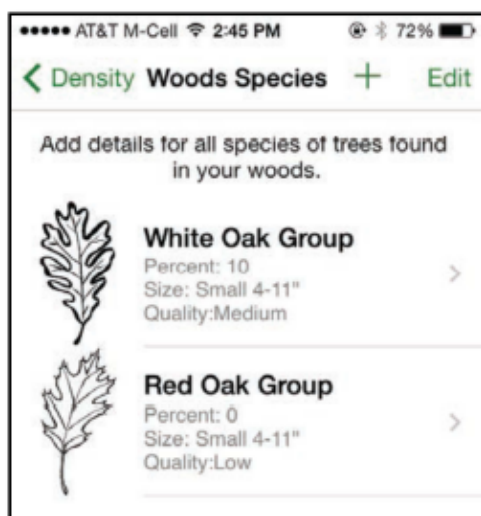 AT&T M-Cell 2:45 PM 72%
Density Woods Species + Edit
Add details for all species of trees found
in your woods.
White Oak Group
Percent: 10
Size: Small 4-11"
Quality:Medium
Red Oak Group
Percent: 0
Size: Small 4-11"
Quality:Low